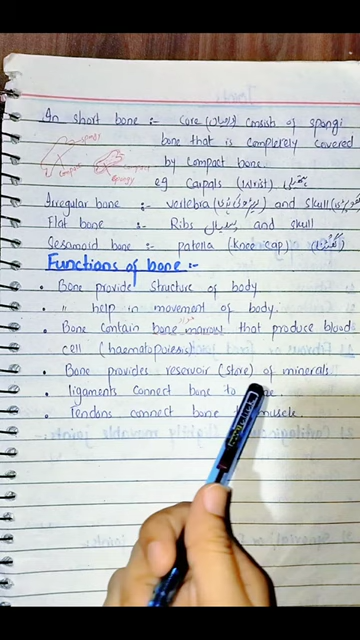 In short bone :- core (درمیان) consist of spongi
bone that is completely covered
by compact bone.
eg Carpals (wrist)
Irregular bone :- vertebra and Skull
Flat bone :- Ribs and skull
Sesamoid bone :- patella (knee cap)
Functions of bone :-
• Bone provide structure of body
• " help in movement of body.
• Bone contain bone marrow that produce blood
cell (haematopoiesis)
• Bone provides reservoir (store) of minerals
• ligaments connect bone to
• Tendons connect bone muscle.